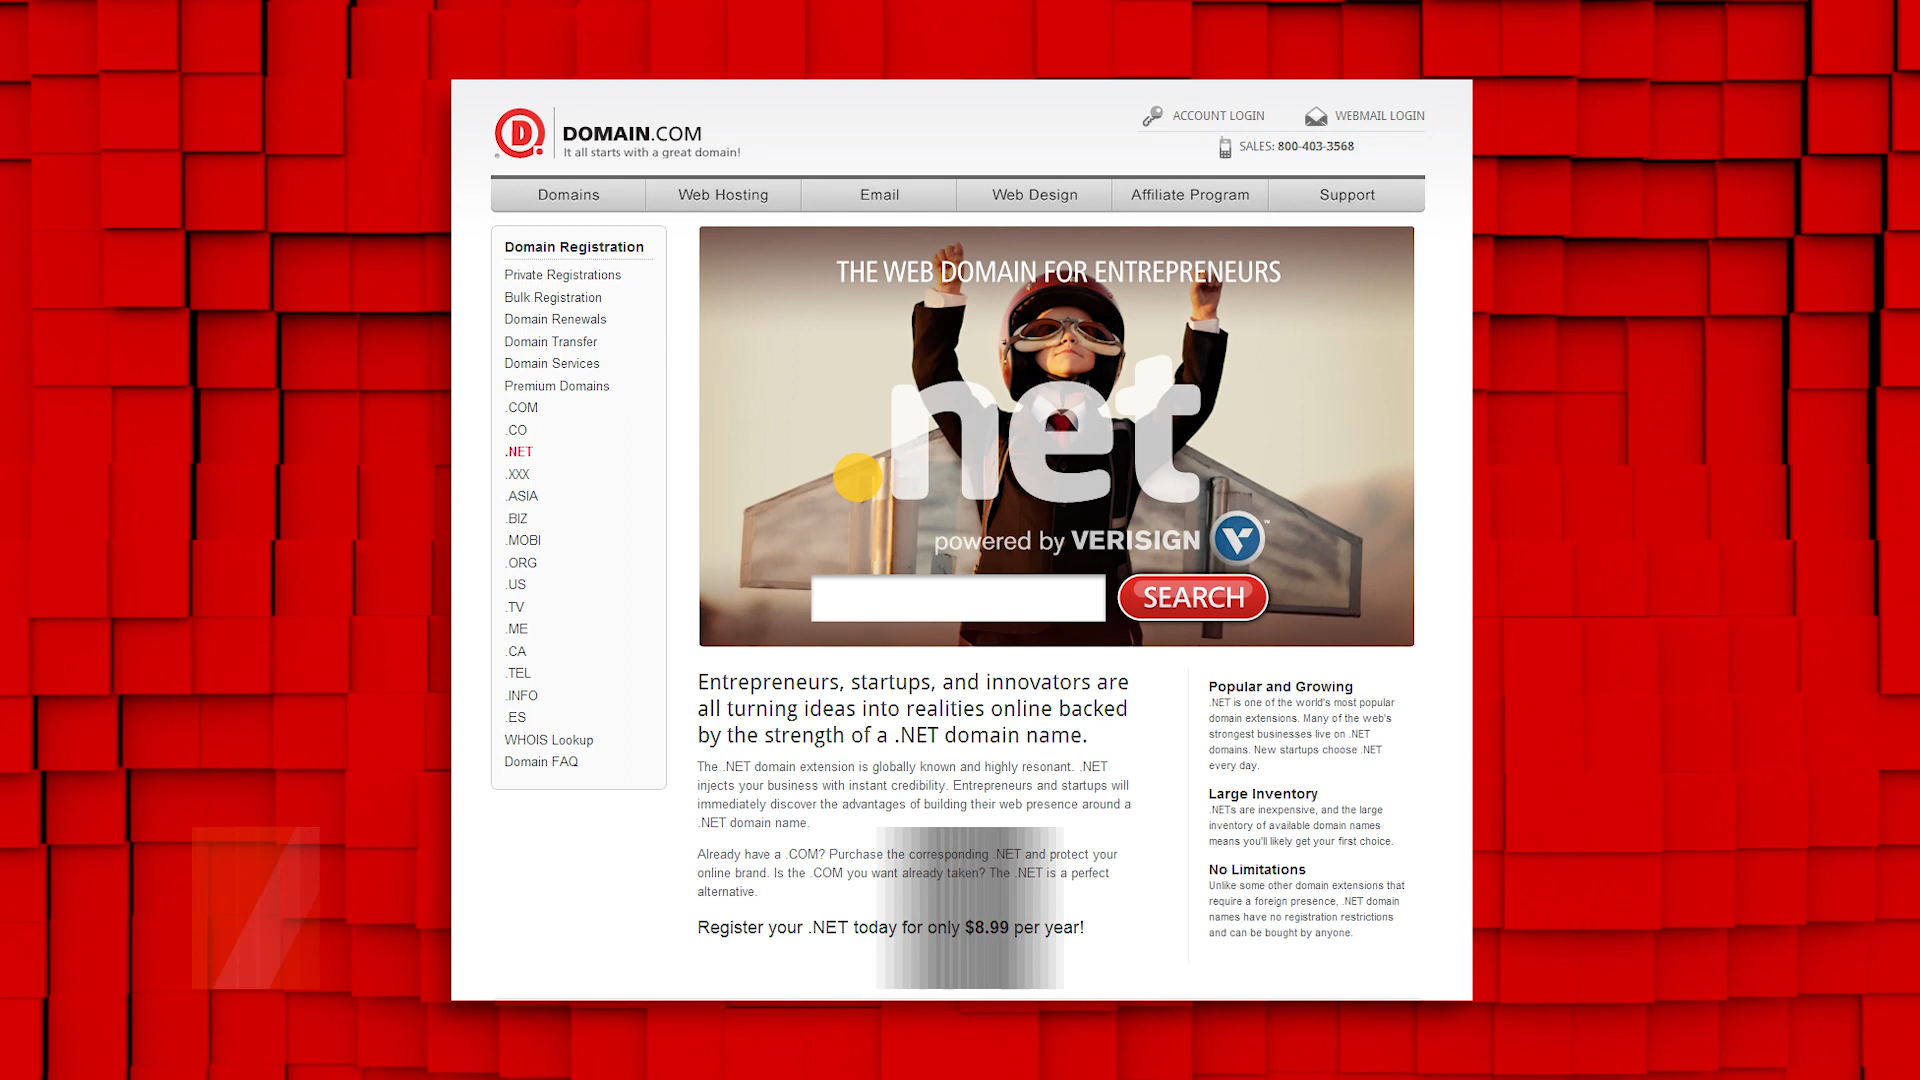 D
DOMAIN.COM
It all starts with a great domain!
ACCOUNT LOGIN
WEBMAIL LOGIN
SALES: 800-403-3568
Domains
Web Hosting
Email
Web Design
Affiliate Program
Support
Domain Registration
Private Registrations
Bulk Registration
Domain Renewals
Domain Transfer
Domain Services
Premium Domains
.COM
.CO
.NET
.XXX
.ASIA
.BIZ
.MOBI
.ORG
.US
.TV
.ME
.CA
.TEL
.INFO
.ES
WHOIS Lookup
Domain FAQ
THE WEB DOMAIN FOR ENTREPRENEURS
.net
powered by VERISIGN
SEARCH
Entrepreneurs, startups, and innovators are
all turning ideas into realities online backed
by the strength of a .NET domain name.
The .NET domain extension is globally known and highly resonant. .NET
injects your business with instant credibility. Entrepreneurs and startups will
immediately discover the advantages of building their web presence around a
.NET domain name.
Already have a .COM? Purchase the corresponding .NET and protect your
online brand. Is the .COM you want already taken? The .NET is a perfect
alternative.
Register your .NET today for only $8.99 per year!
Popular and Growing
.NET is one of the world's most popular
domain extensions. Many of the web's
strongest businesses live on .NET
domains. New startups choose .NET
every day.
Large Inventory
.NETs are inexpensive, and the large
inventory of available domain names
means you'll likely get your first choice.
No Limitations
Unlike some other domain extensions that
require a foreign presence, .NET domain
names have no registration restrictions
and can be bought by anyone.